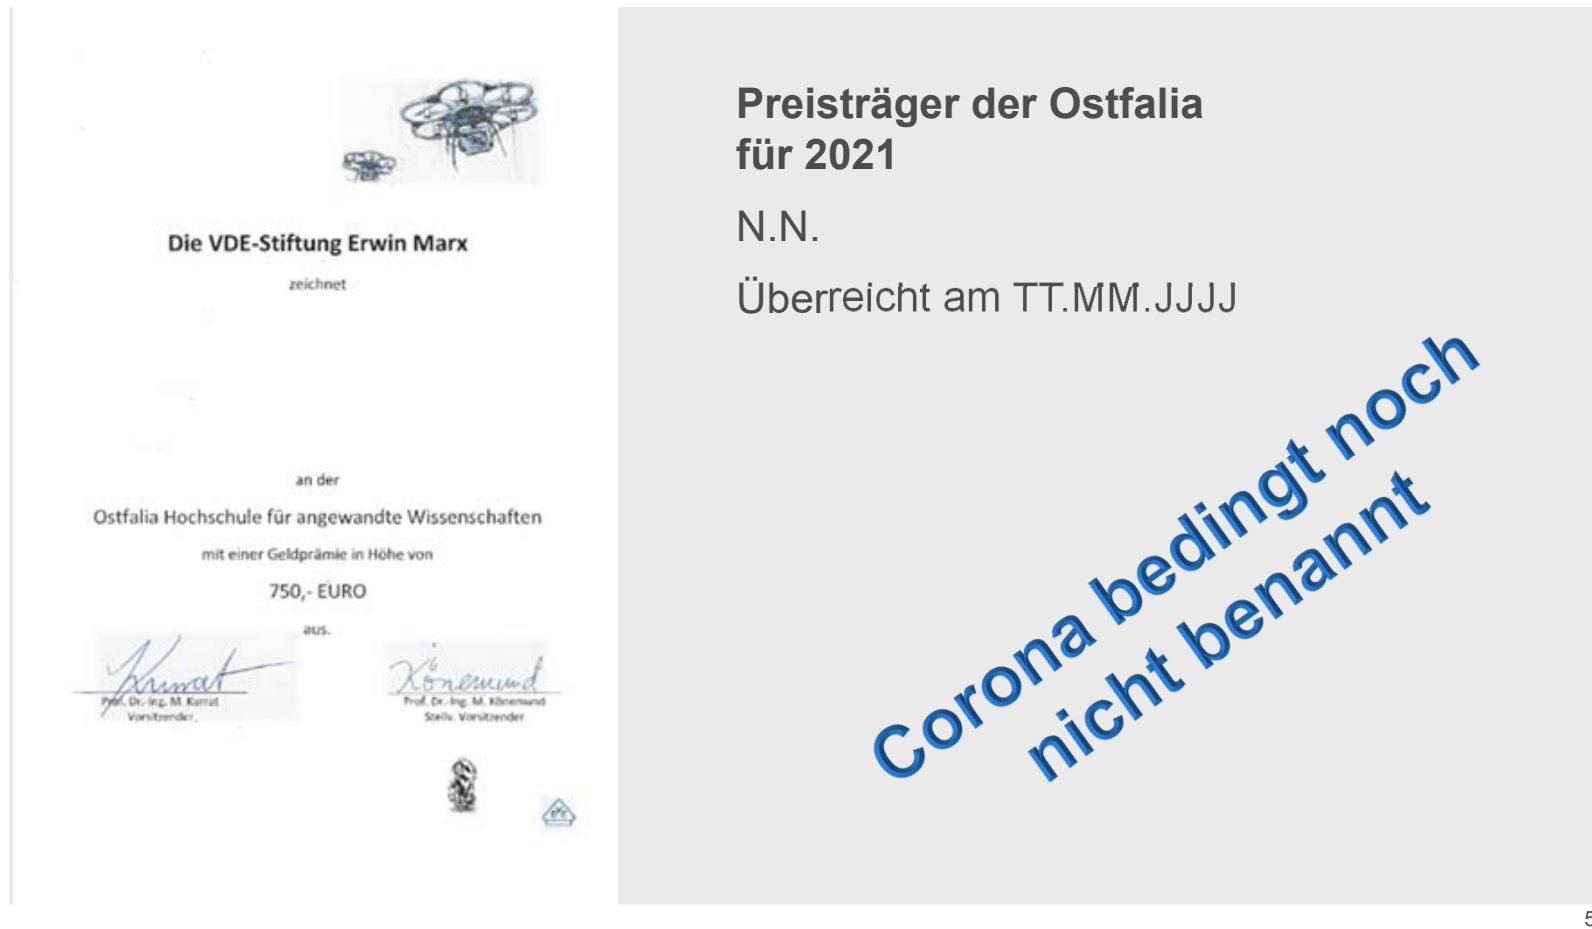 Die VDE-Stiftung Erwin Marx
zeichnet
an der
Ostfalia Hochschule für angewandte Wissenschaften
mit einer Geldprämie in Höhe von
750,- EURO
aus.
Kurrat
Prof. Dr.-Ing. M. Kurrat
Vorsitzender
Könemund
Prof. Dr.-Ing. M. Könemund
Stellv. Vorsitzender
Preisträger der Ostfalia
für 2021
N.N.
Überreicht am TT.MM.JJJJ
Corona bedingt noch
nicht benannt
5